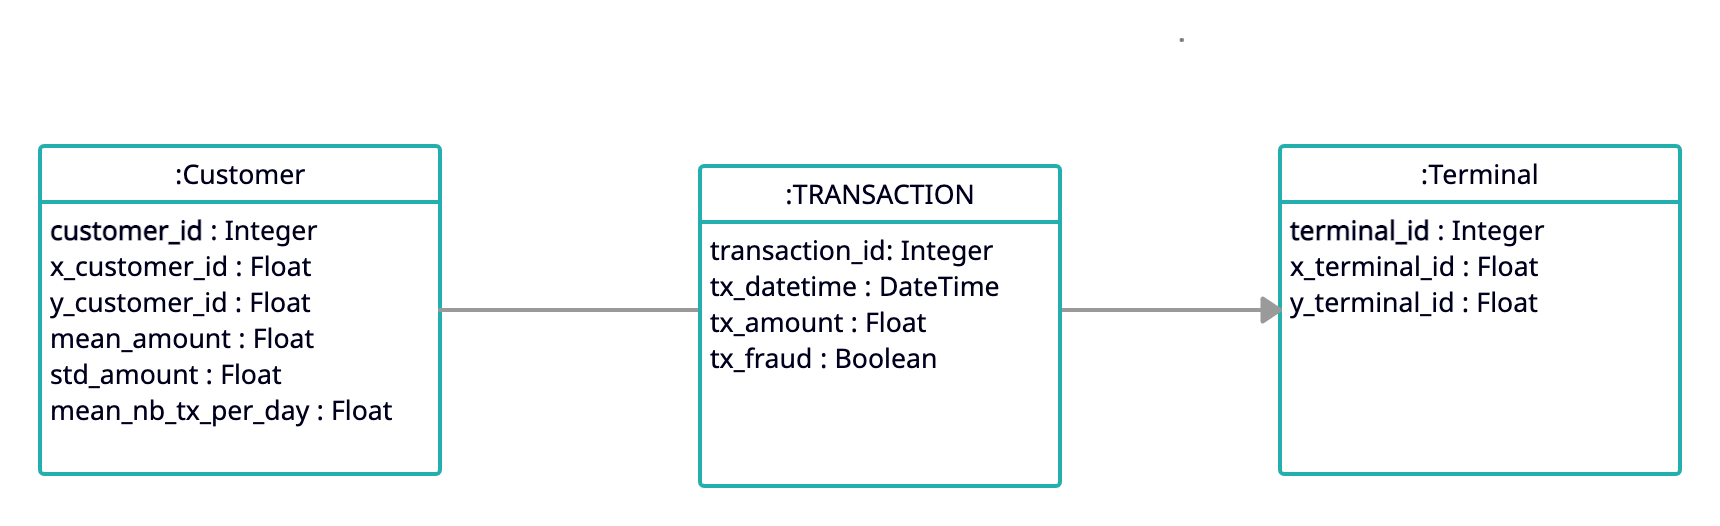 :Customer
customer_id : Integer
x_customer_id : Float
y_customer_id : Float
mean_amount : Float
std_amount : Float
mean_nb_tx_per_day : Float
:TRANSACTION
transaction_id: Integer
tx_datetime : DateTime
tx_amount : Float
tx_fraud : Boolean
:Terminal
terminal_id : Integer
x_terminal_id : Float
y_terminal_id : Float